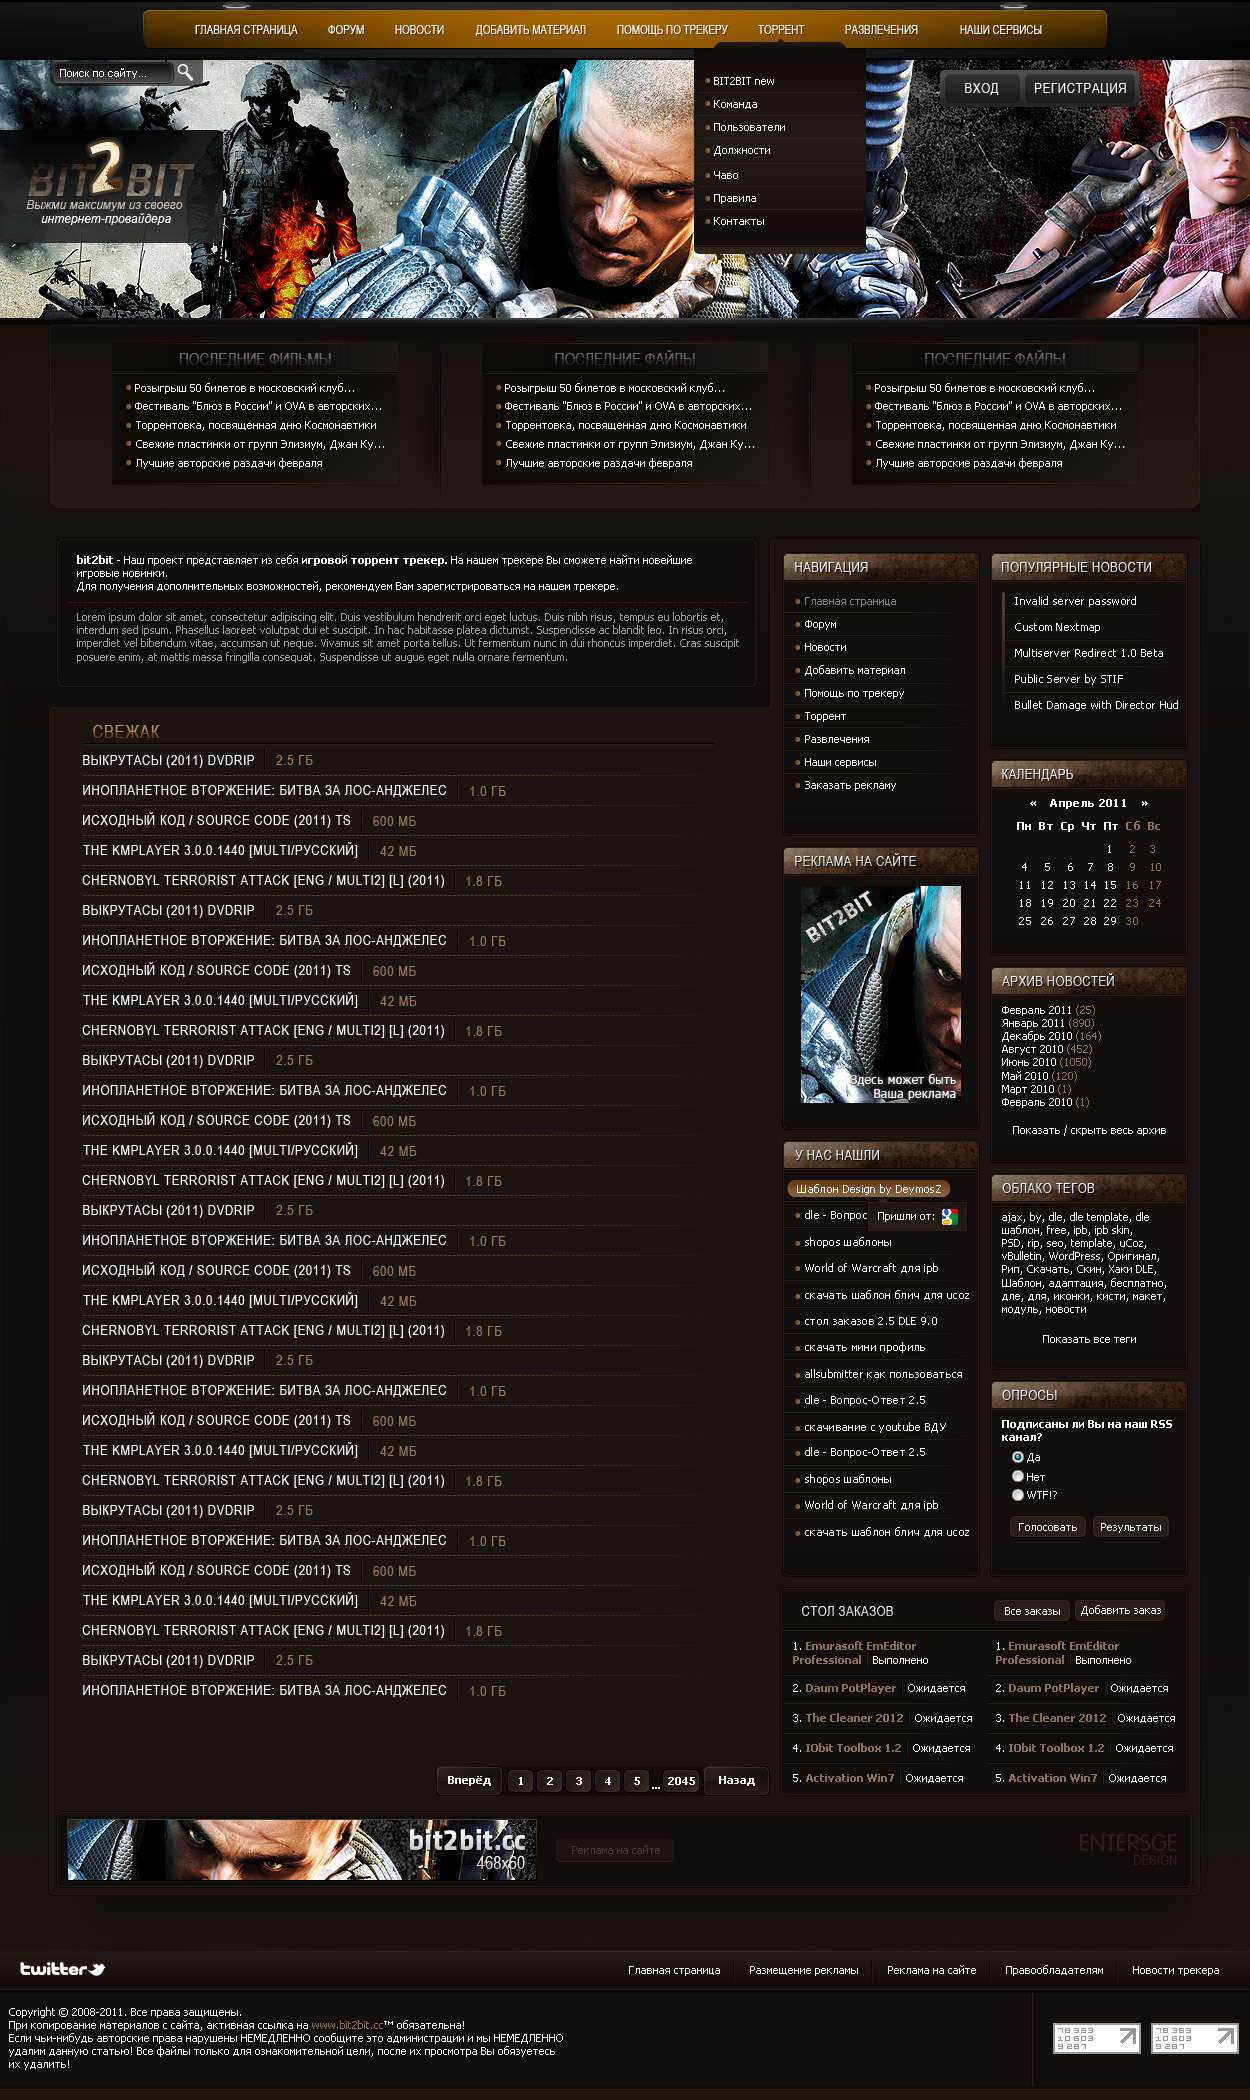 ГЛАВНАЯ СТРАНИЦА ФОРУМ НОВОСТИ ДОБАВИТЬ МАТЕРИАЛ ПОМОЩЬ ПО ТРЕКЕРУ ТОРРЕНТ РАЗВЛЕЧЕНИЯ НАШИ СЕРВИСЫ
Поиск по сайту...
BIT2BIT new
Команда
Пользователи
Должности
Чаво
Правила
Контакты
ВХОД РЕГИСТРАЦИЯ
BIT2BIT
Выжми максимум из своего
интернет-провайдера
ПОСЛЕДНИЕ ФИЛЬМЫ
Розыгрыш 50 билетов в московский клуб...
Фестиваль "Блюз в России" и OVA в авторских...
Торрентовка, посвященная дню Космонавтики
Свежие пластинки от групп Элизиум, Джан Ку...
Лучшие авторские раздачи февраля
ПОСЛЕДНИЕ ФАЙЛЫ
Розыгрыш 50 билетов в московский клуб...
Фестиваль "Блюз в России" и OVA в авторских...
Торрентовка, посвященная дню Космонавтики
Свежие пластинки от групп Элизиум, Джан Ку...
Лучшие авторские раздачи февраля
ПОСЛЕДНИЕ ФАЙЛЫ
Розыгрыш 50 билетов в московский клуб...
Фестиваль "Блюз в России" и OVA в авторских...
Торрентовка, посвященная дню Космонавтики
Свежие пластинки от групп Элизиум, Джан Ку...
Лучшие авторские раздачи февраля
bit2bit - Наш проект представляет из себя игровой торрент трекер. На нашем трекере Вы сможете найти новейшие
игровые новинки.
Для получения дополнительных возможностей, рекомендуем Вам зарегистрироваться на нашем трекере.
Lorem ipsum dolor sit amet, consectetur adipiscing elit. Duis vestibulum hendrerit orci eget luctus. Duis nibh risus, tempus eu lobortis et,
interdum sed ipsum. Phasellus laoreet volutpat dui et suscipit. In hac habitasse platea dictumst. Suspendisse ac blandit leo. In risus orci,
imperdiet vel bibendum vitae, accumsan ut neque. Vivamus sit amet porta tellus. Ut fermentum nunc in dui rhoncus imperdiet. Cras suscipit
posuere enim, at mattis massa fringilla consequat. Suspendisse ut augue eget nulla ornare fermentum.
СВЕЖАК
ВЫКРУТАСЫ (2011) DVDRIP 2.5 ГБ
ИНОПЛАНЕТНОЕ ВТОРЖЕНИЕ: БИТВА ЗА ЛОС-АНДЖЕЛЕС 1.0 ГБ
ИСХОДНЫЙ КОД / SOURCE CODE (2011) TS 600 МБ
THE KMPLAYER 3.0.0.1440 [MULTI/РУССКИЙ] 42 МБ
CHERNOBYL TERRORIST ATTACK [ENG / MULTI2] [L] (2011) 1.8 ГБ
ВЫКРУТАСЫ (2011) DVDRIP 2.5 ГБ
ИНОПЛАНЕТНОЕ ВТОРЖЕНИЕ: БИТВА ЗА ЛОС-АНДЖЕЛЕС 1.0 ГБ
ИСХОДНЫЙ КОД / SOURCE CODE (2011) TS 600 МБ
THE KMPLAYER 3.0.0.1440 [MULTI/РУССКИЙ] 42 МБ
CHERNOBYL TERRORIST ATTACK [ENG / MULTI2] [L] (2011) 1.8 ГБ
ВЫКРУТАСЫ (2011) DVDRIP 2.5 ГБ
ИНОПЛАНЕТНОЕ ВТОРЖЕНИЕ: БИТВА ЗА ЛОС-АНДЖЕЛЕС 1.0 ГБ
ИСХОДНЫЙ КОД / SOURCE CODE (2011) TS 600 МБ
THE KMPLAYER 3.0.0.1440 [MULTI/РУССКИЙ] 42 МБ
CHERNOBYL TERRORIST ATTACK [ENG / MULTI2] [L] (2011) 1.8 ГБ
ВЫКРУТАСЫ (2011) DVDRIP 2.5 ГБ
ИНОПЛАНЕТНОЕ ВТОРЖЕНИЕ: БИТВА ЗА ЛОС-АНДЖЕЛЕС 1.0 ГБ
ИСХОДНЫЙ КОД / SOURCE CODE (2011) TS 600 МБ
THE KMPLAYER 3.0.0.1440 [MULTI/РУССКИЙ] 42 МБ
CHERNOBYL TERRORIST ATTACK [ENG / MULTI2] [L] (2011) 1.8 ГБ
ВЫКРУТАСЫ (2011) DVDRIP 2.5 ГБ
ИНОПЛАНЕТНОЕ ВТОРЖЕНИЕ: БИТВА ЗА ЛОС-АНДЖЕЛЕС 1.0 ГБ
ИСХОДНЫЙ КОД / SOURCE CODE (2011) TS 600 МБ
THE KMPLAYER 3.0.0.1440 [MULTI/РУССКИЙ] 42 МБ
CHERNOBYL TERRORIST ATTACK [ENG / MULTI2] [L] (2011) 1.8 ГБ
ВЫКРУТАСЫ (2011) DVDRIP 2.5 ГБ
ИНОПЛАНЕТНОЕ ВТОРЖЕНИЕ: БИТВА ЗА ЛОС-АНДЖЕЛЕС 1.0 ГБ
ИСХОДНЫЙ КОД / SOURCE CODE (2011) TS 600 МБ
THE KMPLAYER 3.0.0.1440 [MULTI/РУССКИЙ] 42 МБ
CHERNOBYL TERRORIST ATTACK [ENG / MULTI2] [L] (2011) 1.8 ГБ
ВЫКРУТАСЫ (2011) DVDRIP 2.5 ГБ
ИНОПЛАНЕТНОЕ ВТОРЖЕНИЕ: БИТВА ЗА ЛОС-АНДЖЕЛЕС 1.0 ГБ
Вперёд 1 2 3 4 5 ... 2045 Назад
НАВИГАЦИЯ
Главная страница
Форум
Новости
Добавить материал
Помощь по трекеру
Торрент
Развлечения
Наши сервисы
Заказать рекламу
РЕКЛАМА НА САЙТЕ
BIT2BIT
Здесь может быть
Ваша реклама
У НАС НАШЛИ
Шаблон Design by DeymosZ
dle - Вопрос
Пришли от:
shopos шаблоны
World of Warcraft для ipb
скачать шаблон блич для ucoz
стол заказов 2.5 DLE 9.0
скачать мини профиль
allsubmitter как пользоваться
dle - Вопрос-Ответ 2.5
скачивание с youtube ВДУ
dle - Вопрос-Ответ 2.5
shopos шаблоны
World of Warcraft для ipb
скачать шаблон блич для ucoz
ПОПУЛЯРНЫЕ НОВОСТИ
Invalid server password
Custom Nextmap
Multiserver Redirect 1.0 Beta
Public Server by STIF
Bullet Damage with Director Hud
КАЛЕНДАРЬ
« Апрель 2011 »
Пн Вт Ср Чт Пт Сб Вс
1 2 3
4 5 6 7 8 9 10
11 12 13 14 15 16 17
18 19 20 21 22 23 24
25 26 27 28 29 30
АРХИВ НОВОСТЕЙ
Февраль 2011 (25)
Январь 2011 (890)
Декабрь 2010 (164)
Август 2010 (452)
Июнь 2010 (1050)
Май 2010 (120)
Март 2010 (1)
Февраль 2010 (1)
Показать / скрыть весь архив
ОБЛАКО ТЕГОВ
ajax, by, dle, dle template, dle
шаблон, free, ipb, ipb skin,
PSD, rip, seo, template, uCoz,
vBulletin, WordPress, Оригинал,
Рип, Скачать, Скин, Хаки DLE,
Шаблон, адаптация, бесплатно,
дле, для, иконки, кисти, макет,
модуль, новости
Показать все теги
ОПРОСЫ
Подписаны ли Вы на наш RSS
канал?
Да
Нет
WTF!?
Голосовать Результаты
СТОЛ ЗАКАЗОВ Все заказы Добавить заказ
1. Emurasoft EmEditor
Professional Выполнено
2. Daum PotPlayer Ожидается
3. The Cleaner 2012 Ожидается
4. IObit Toolbox 1.2 Ожидается
5. Activation Win7 Ожидается
1. Emurasoft EmEditor
Professional Выполнено
2. Daum PotPlayer Ожидается
3. The Cleaner 2012 Ожидается
4. IObit Toolbox 1.2 Ожидается
5. Activation Win7 Ожидается
bit2bit.cc
468x60
Реклама на сайте
ENTERSGE
DESIGN
twitter
Главная страница Размещение рекламы Реклама на сайте Правообладателям Новости трекера
Copyright © 2008-2011. Все права защищены.
При копирование материалов с сайта, активная ссылка на www.bit2bit.cc™ обязательна!
Если чьи-нибудь авторские права нарушены НЕМЕДЛЕННО сообщите это администрации и мы НЕМЕДЛЕННО
удалим данную статью! Все файлы только для ознакомительной цели, после их просмотра Вы обязуетесь
их удалить!
78 363
10 603
9 287
78 363
10 603
9 287